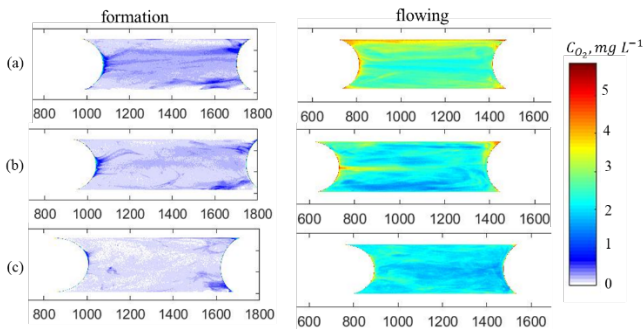 formation
flowing
(a)
800 1000 1200 1400 1600 1800
600 800 1000 1200 1400 1600
(b)
800 1000 1200 1400 1600 1800
600 800 1000 1200 1400 1600
(c)
800 1000 1200 1400 1600 1800
600 800 1000 1200 1400 1600
C_{O_2}, mg L^{-1}
5
4
3
2
1
0